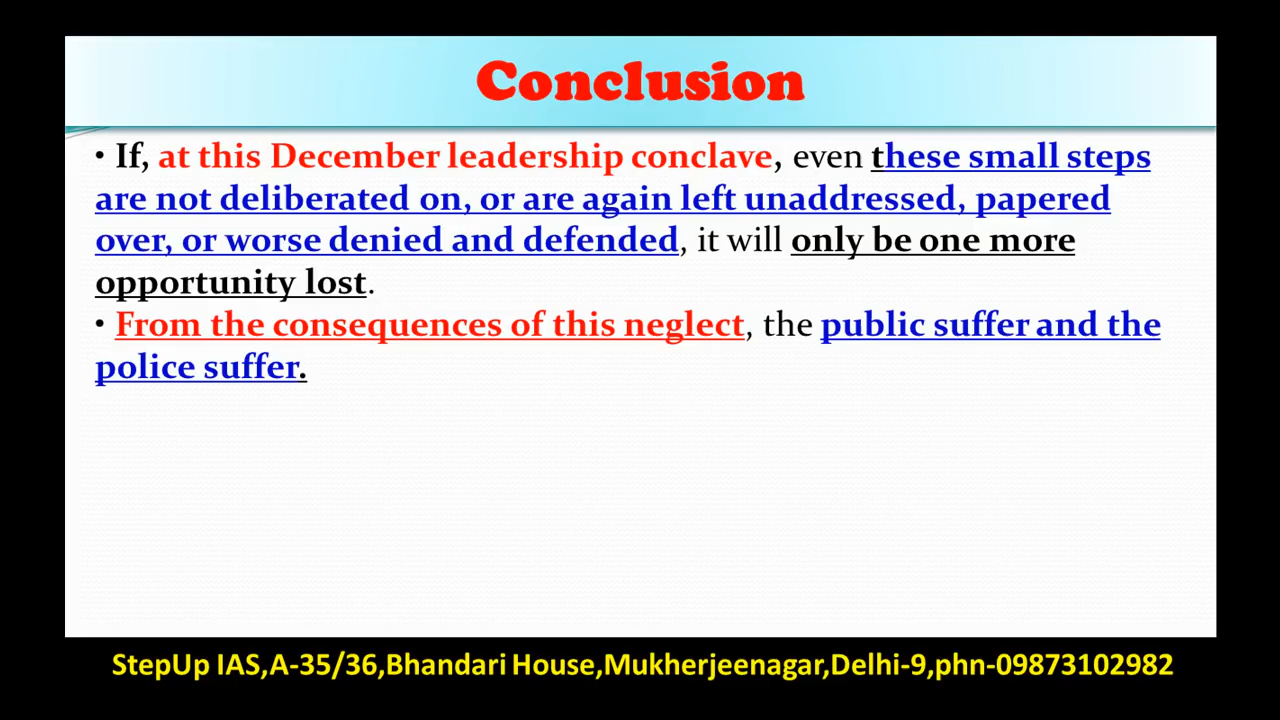 Conclusion
• If, at this December leadership conclave, even these small steps
are not deliberated on, or are again left unaddressed, papered
over, or worse denied and defended, it will only be one more
opportunity lost.
• From the consequences of this neglect, the public suffer and the
police suffer.
StepUp IAS,A-35/36,Bhandari House,Mukherjeenagar,Delhi-9,phn-09873102982